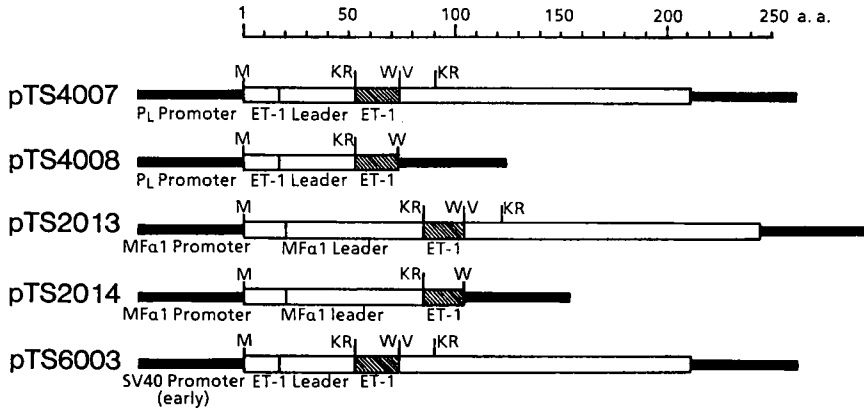 1 50 100 150 200 250 a. a.
M KR W V KR
pTS4007
PL Promoter ET-1 Leader ET-1
KR W
pTS4008
PL Promoter ET-1 Leader ET-1
M KR W V KR
pTS2013
MFα1 Promoter MFα1 Leader ET-1
M KR W
pTS2014
MFα1 Promoter MFα1 leader ET-1
M KR W V KR
pTS6003
SV40 Promoter ET-1 Leader ET-1
(early)